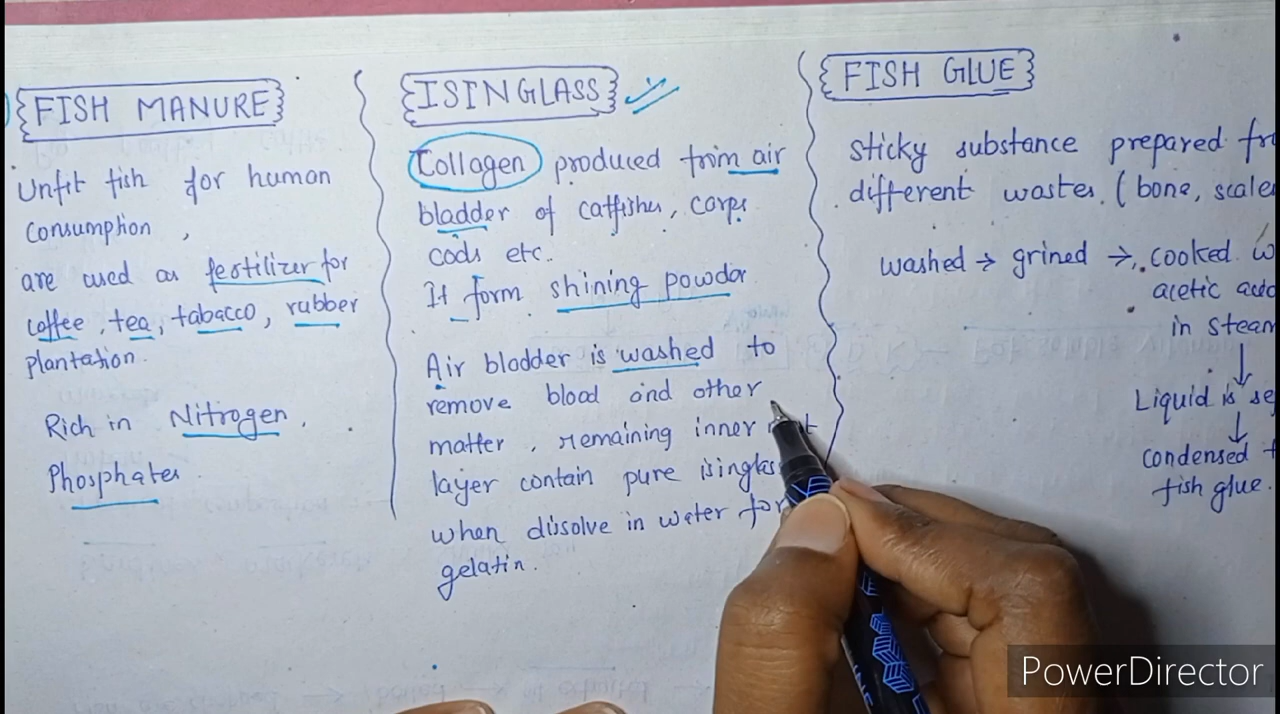 FISH MANURE
Unfit fish for human
consumption,
are used as fertilizer for
coffee, tea, tabacco, rubber
plantation.
Rich in Nitrogen,
Phosphates
ISINGLASS
Collagen produced from air
bladder of catfishes, carps
cods etc.
It form shining powder
Air bladder is washed to
remove blood and other
matter, remaining inner
layer contain pure
when dissolve in water
gelatin.
FISH GLUE
sticky substance prepared
different wastes (bone,
washed → grined → cooked
acetic
in steam
↓
Liquid is
↓
condensed
fish glue.
PowerDirector